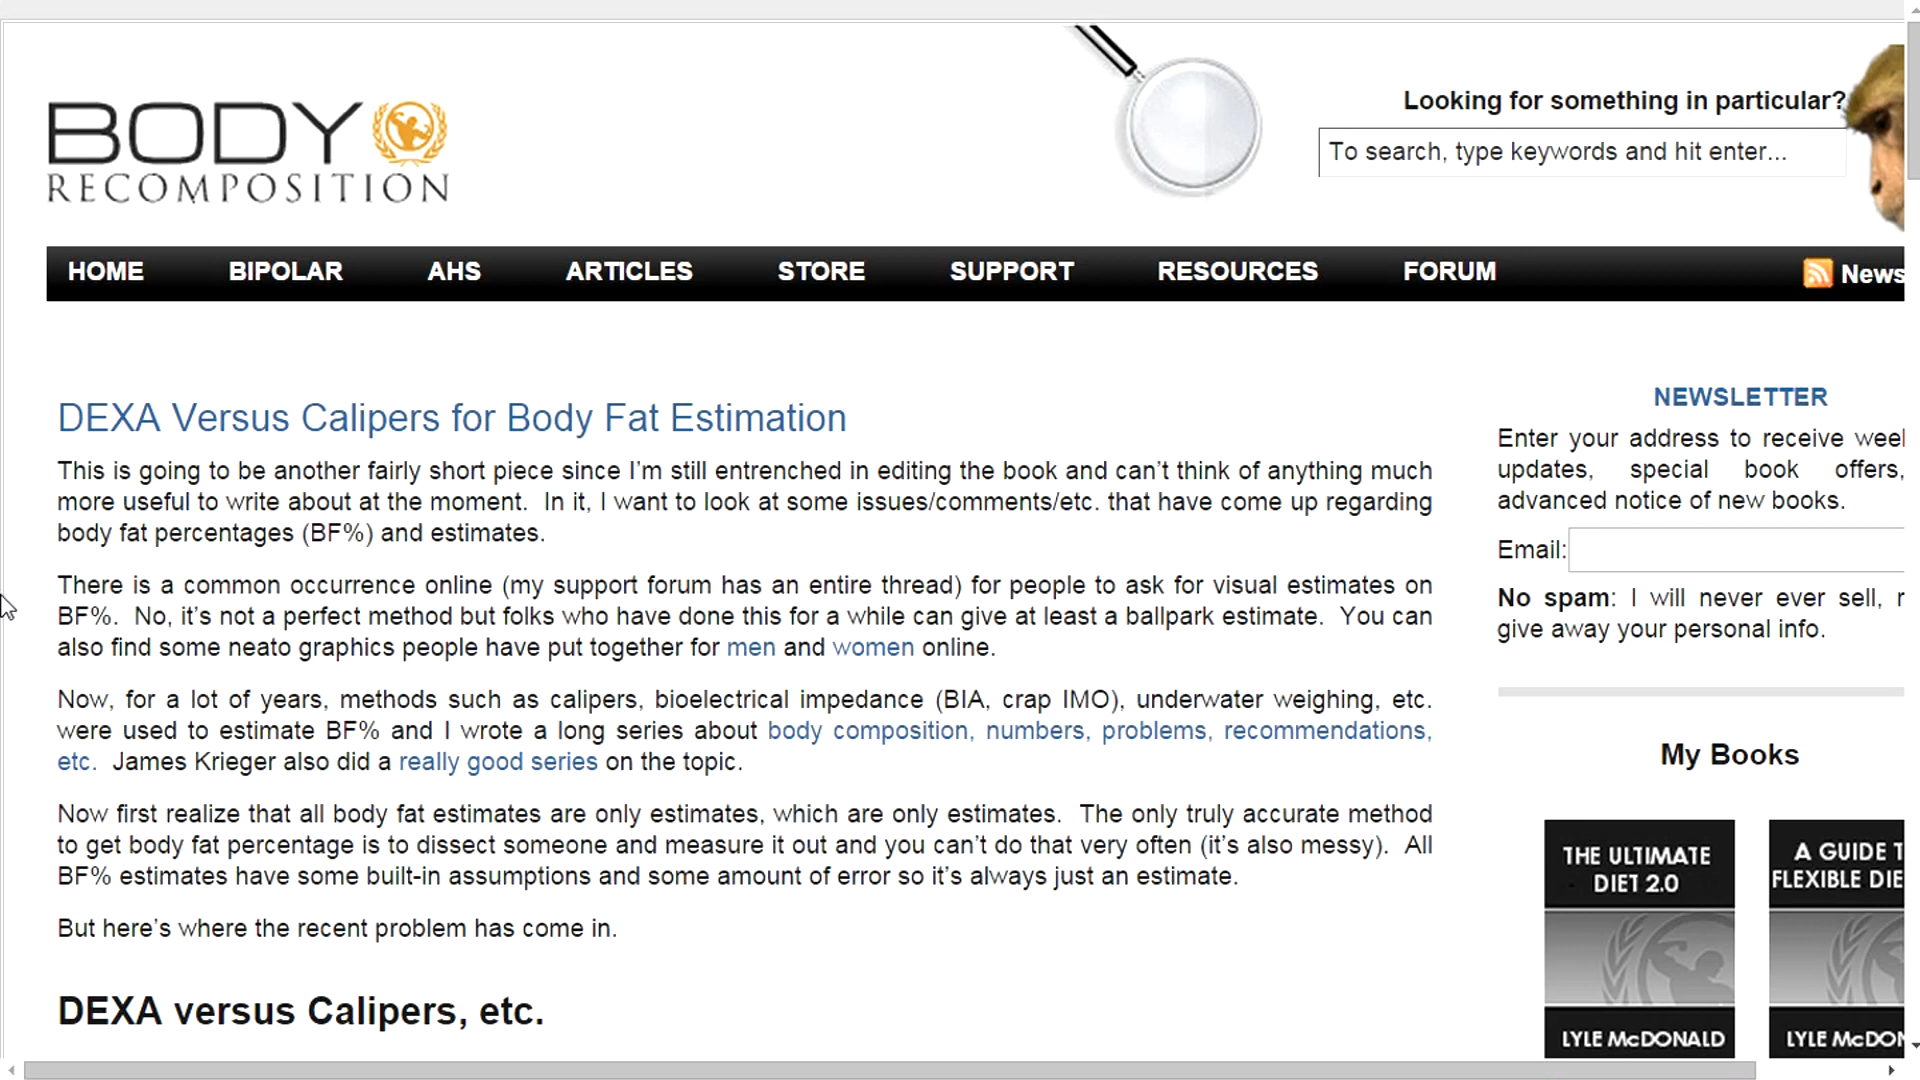 BODY
RECOMPOSITION
Looking for something in particular?
To search, type keywords and hit enter...
HOME BIPOLAR AHS ARTICLES STORE SUPPORT RESOURCES FORUM News
DEXA Versus Calipers for Body Fat Estimation
This is going to be another fairly short piece since I’m still entrenched in editing the book and can’t think of anything much
more useful to write about at the moment.  In it, I want to look at some issues/comments/etc. that have come up regarding
body fat percentages (BF%) and estimates.
There is a common occurrence online (my support forum has an entire thread) for people to ask for visual estimates on
BF%.  No, it’s not a perfect method but folks who have done this for a while can give at least a ballpark estimate.  You can
also find some neato graphics people have put together for men and women online.
Now, for a lot of years, methods such as calipers, bioelectrical impedance (BIA, crap IMO), underwater weighing, etc.
were used to estimate BF% and I wrote a long series about body composition, numbers, problems, recommendations,
etc.  James Krieger also did a really good series on the topic.
Now first realize that all body fat estimates are only estimates, which are only estimates.  The only truly accurate method
to get body fat percentage is to dissect someone and measure it out and you can’t do that very often (it’s also messy).  All
BF% estimates have some built-in assumptions and some amount of error so it’s always just an estimate.
But here’s where the recent problem has come in.
DEXA versus Calipers, etc.
NEWSLETTER
Enter your address to receive
updates, special book offers,
advanced notice of new books.
Email:
No spam: I will never ever sell, r
give away your personal info.
My Books
THE ULTIMATE
DIET 2.0
LYLE McDONALD
A GUIDE T
FLEXIBLE DIE
LYLE McDON